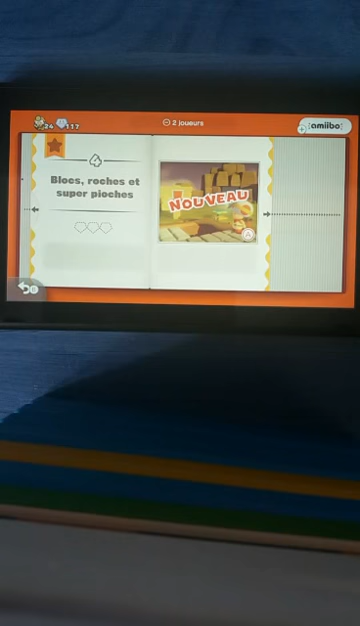 26 117
2 joueurs
amiibo
4
Blocs, roches et
super pioches
NOUVEAU
A